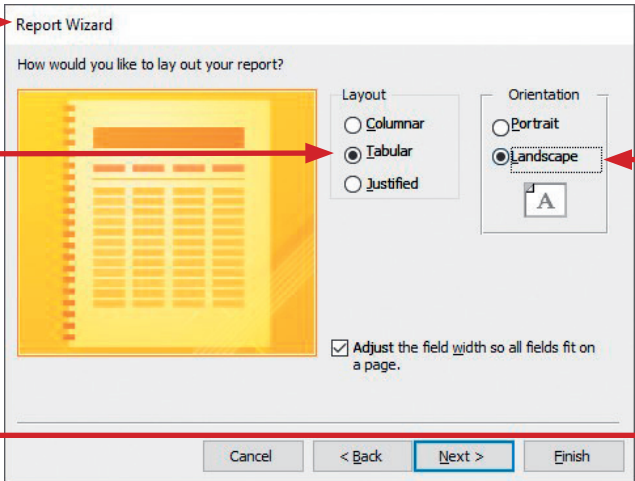 Report Wizard
How would you like to lay out your report?
Layout
Columnar
Tabular
Justified
Orientation
Portrait
Landscape
A
Adjust the field width so all fields fit on
a page.
Cancel
< Back
Next >
Finish